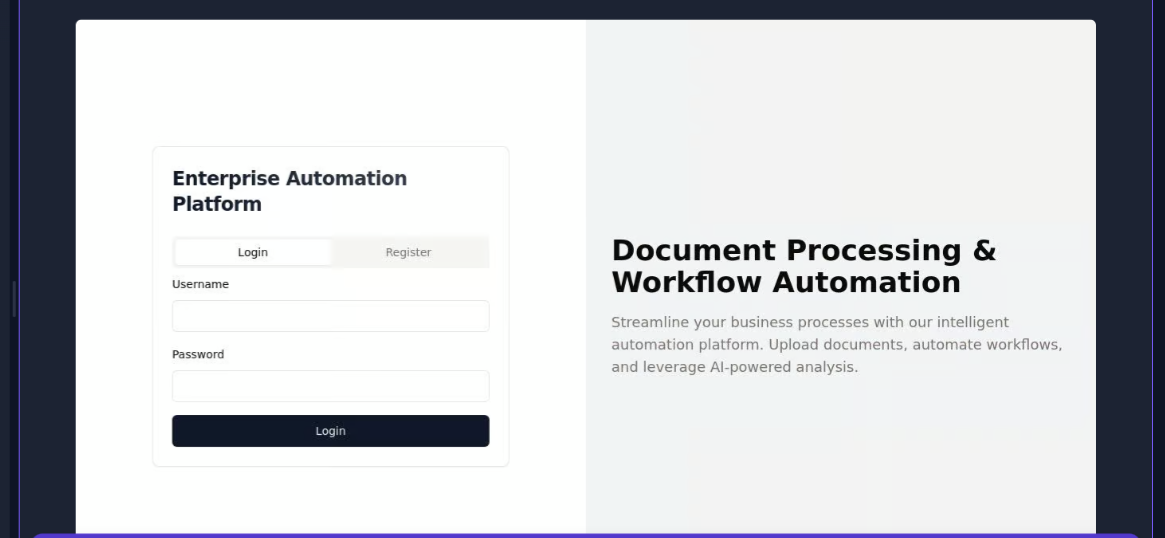 Enterprise Automation
Platform
Login
Register
Username
Password
Login
Document Processing &
Workflow Automation
Streamline your business processes with our intelligent
automation platform. Upload documents, automate workflows,
and leverage AI-powered analysis.